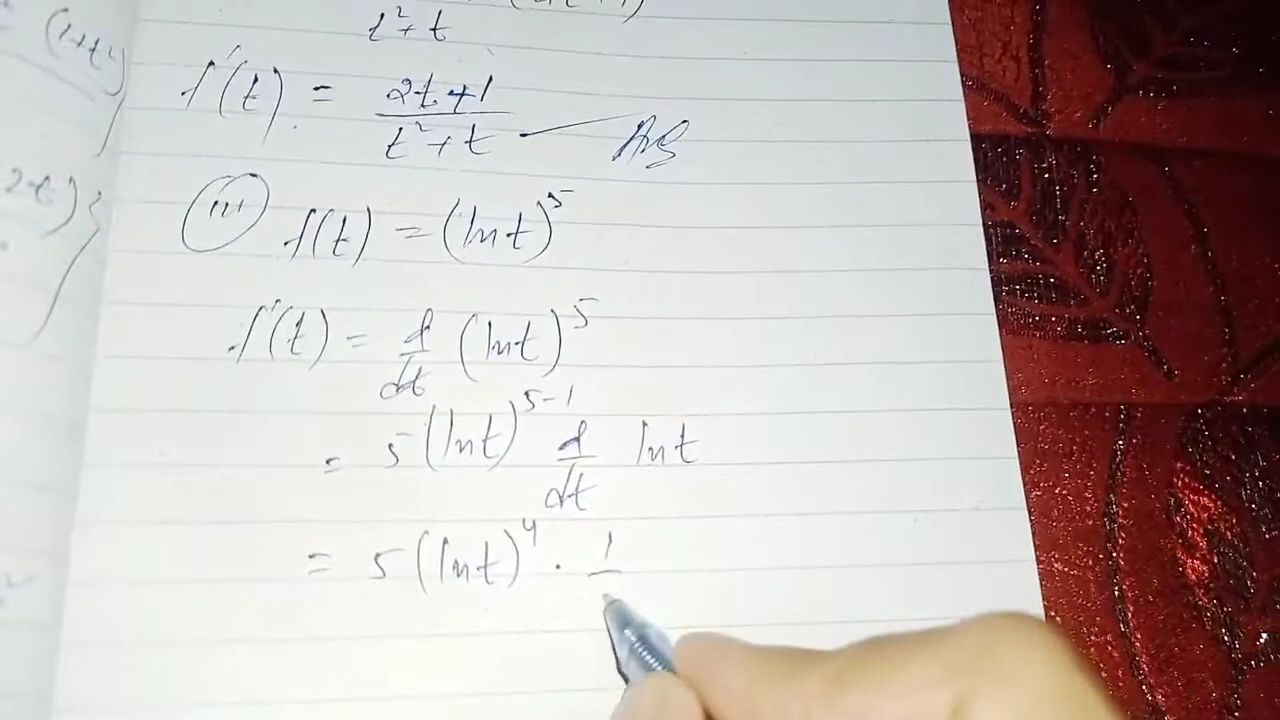 t²+t
f'(t) = (2t+1)/(t²+t) — Ans
(iii) f(t) = (ln t)⁵
f'(t) = d/dt (ln t)⁵
= 5(ln t)⁵⁻¹ d/dt ln t
= 5(ln t)⁴ · 1